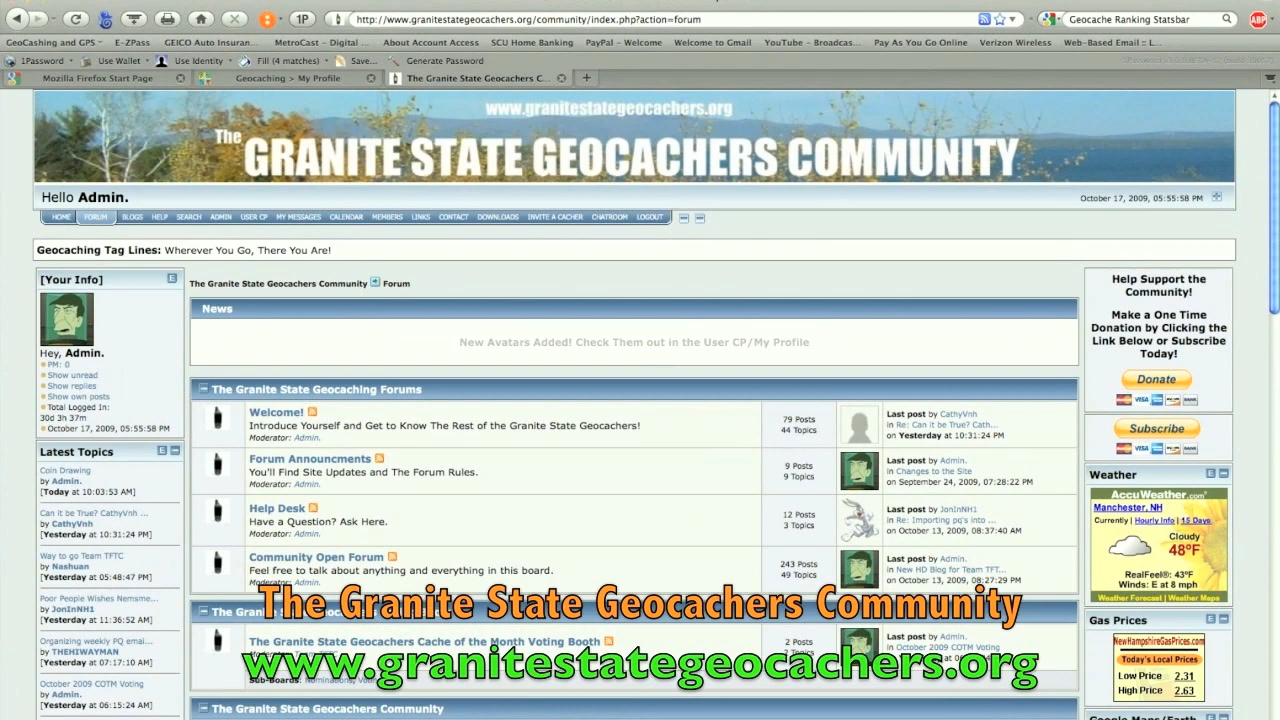 http://www.granitestategeocachers.org/community/index.php?action=forum
Geocache Ranking Statsbar
GeoCashing and GPS
E-ZPass
GEICO Auto Insuran...
MetroCast - Digital ...
About Account Access
SCU Home Banking
PayPal - Welcome
Welcome to Gmail
YouTube - Broadcas...
Pay As You Go Online
Verizon Wireless
Web-Based Email :: L...
1Password
Use Wallet
Use Identity
Fill (4 matches)
Save...
Generate Password
Mozilla Firefox Start Page
Geocaching > My Profile
The Granite State Geocachers C...
www.granitestategeocachers.org
The GRANITE STATE GEOCACHERS COMMUNITY
Hello Admin.
October 17, 2009, 05:55:58 PM
HOME FORUM BLOGS HELP SEARCH ADMIN USER CP MY MESSAGES CALENDAR MEMBERS LINKS CONTACT DOWNLOADS INVITE A CACHER CHATROOM LOGOUT
Geocaching Tag Lines: Wherever You Go, There You Are!
[Your Info]
Hey, Admin.
PM: 0
Show unread
Show replies
Show own posts
Total Logged In:
30d 3h 37m
October 17, 2009, 05:55:58 PM
Latest Topics
Coin Drawing
by Admin.
[Today at 10:03:53 AM]
Can it be True? CathyVnh ...
by CathyVnh
[Yesterday at 10:31:24 PM]
Way to go Team TFTC
by Nashuan
[Yesterday at 05:48:47 PM]
Poor People Wishes Nemsme...
by JonInNH1
[Yesterday at 11:36:52 AM]
Organizing weekly PQ email...
by THEHIWAYMAN
[Yesterday at 07:17:10 AM]
October 2009 COTM Voting
by Admin.
[Yesterday at 06:15:24 AM]
The Granite State Geocachers Community Forum
News
New Avatars Added! Check Them out in the User CP/My Profile
The Granite State Geocaching Forums
Welcome!
Introduce Yourself and Get to Know The Rest of the Granite State Geocachers!
Moderator: Admin.
79 Posts
44 Topics
Last post by CathyVnh
in Re: Can it be True? Cath...
on Yesterday at 10:31:24 PM
Forum Announcments
You'll Find Site Updates and The Forum Rules.
Moderator: Admin.
9 Posts
9 Topics
Last post by Admin.
in Changes to the Site
on September 24, 2009, 07:28:22 PM
Help Desk
Have a Question? Ask Here.
Moderator: Admin.
12 Posts
3 Topics
Last post by JonInNH1
in Re: Importing pq's into ...
on October 13, 2009, 08:37:40 AM
Community Open Forum
Feel free to talk about anything and everything in this board.
Moderator: Admin.
243 Posts
49 Topics
Last post by Admin.
in New HD Blog for Team TFT...
on October 13, 2009, 08:27:29 PM
The Granite State Geocachers Community
The Granite State Geocachers Cache of the Month Voting Booth
2 Posts
Last post by Admin.
in October 2009 COTM Voting
www.granitestategeocachers.org
The Granite State Geocachers Community
Help Support the
Community!
Make a One Time
Donation by Clicking the
Link Below or Subscribe
Today!
Donate
Subscribe
Weather
AccuWeather.com
Manchester, NH
Currently | Hourly Info | 15 Days
Cloudy
48°F
RealFeel®: 43°F
Winds: E at 8 mph
Weather Forecast | Weather Maps
Gas Prices
NewHampshireGasPrices.com
Today's Local Prices
Low Price 2.31
High Price 2.63